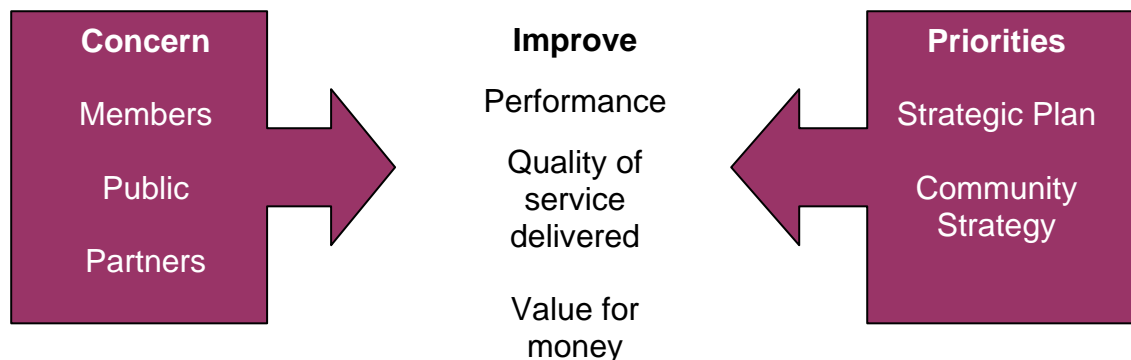 Concern
Members
Public
Partners
Improve
Performance
Quality of
service
delivered
Value for
money
Priorities
Strategic Plan
Community
Strategy